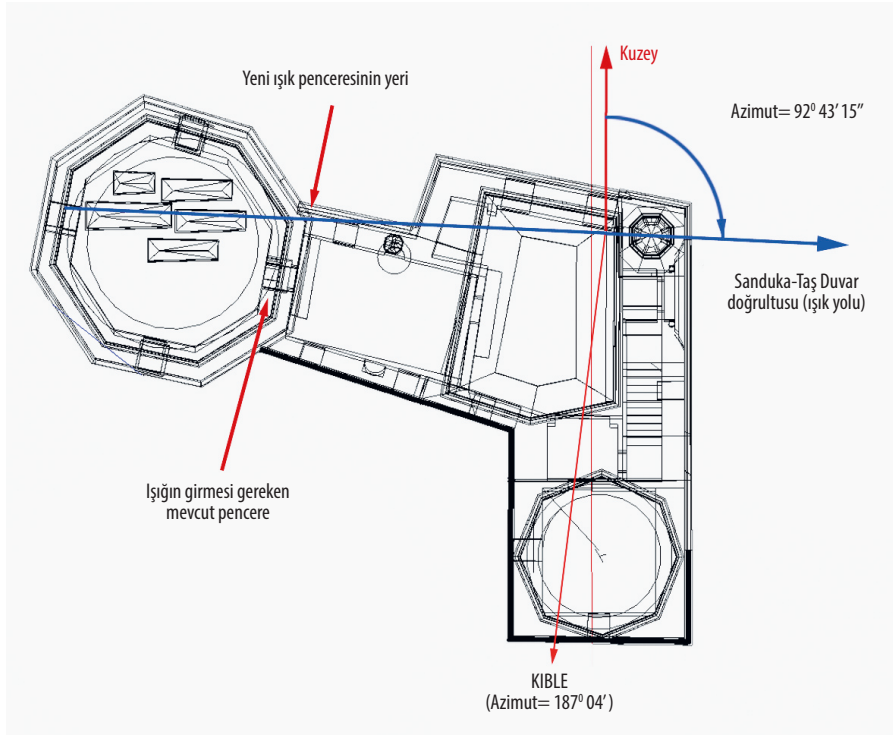 Kuzey
Yeni ışık penceresinin yeri
Azimut= 92⁰ 43’ 15”
Sanduka-Taş Duvar
doğrultusu (ışık yolu)
Işığın girmesi gereken
mevcut pencere
KIBLE
(Azimut= 187⁰ 04’ )